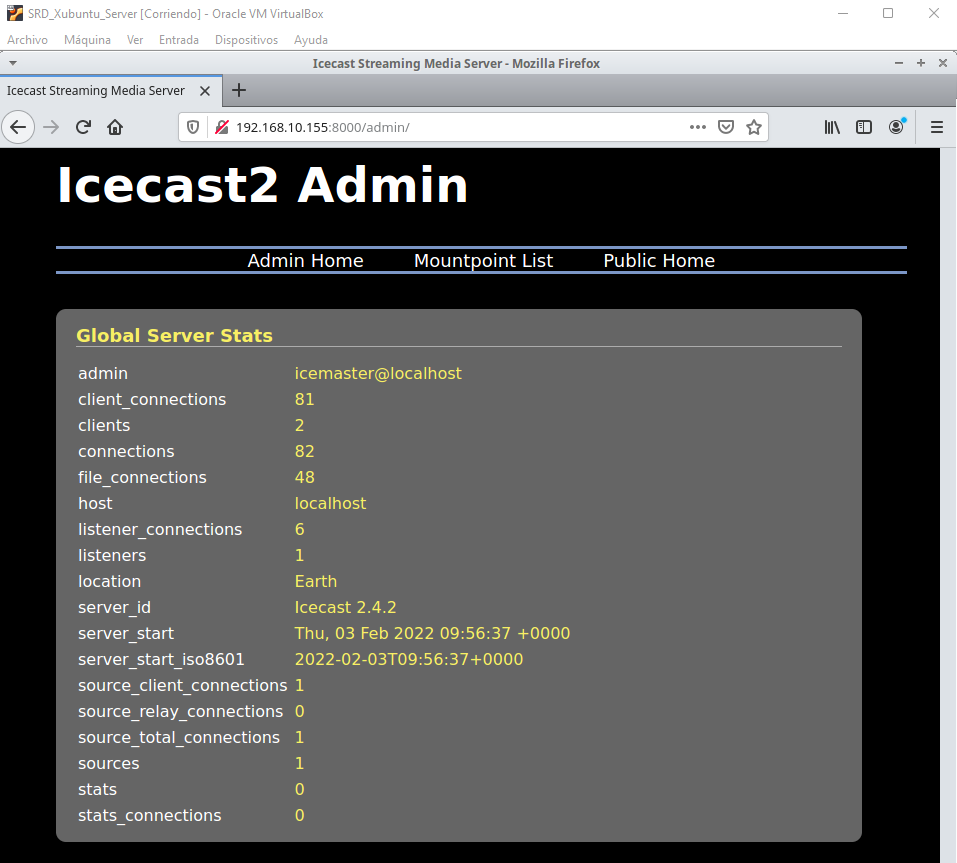 SRD_Xubuntu_Server [Corriendo] - Oracle VM VirtualBox
Archivo Máquina Ver Entrada Dispositivos Ayuda
Icecast Streaming Media Server - Mozilla Firefox
Icecast Streaming Media Server
192.168.10.155:8000/admin/
Icecast2 Admin
Admin Home Mountpoint List Public Home
Global Server Stats
admin icemaster@localhost
client_connections 81
clients 2
connections 82
file_connections 48
host localhost
listener_connections 6
listeners 1
location Earth
server_id Icecast 2.4.2
server_start Thu, 03 Feb 2022 09:56:37 +0000
server_start_iso8601 2022-02-03T09:56:37+0000
source_client_connections 1
source_relay_connections 0
source_total_connections 1
sources 1
stats 0
stats_connections 0